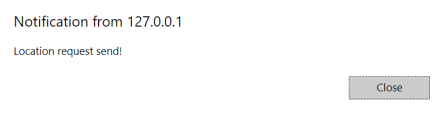 Notification from 127.0.0.1
Location request send!
Close